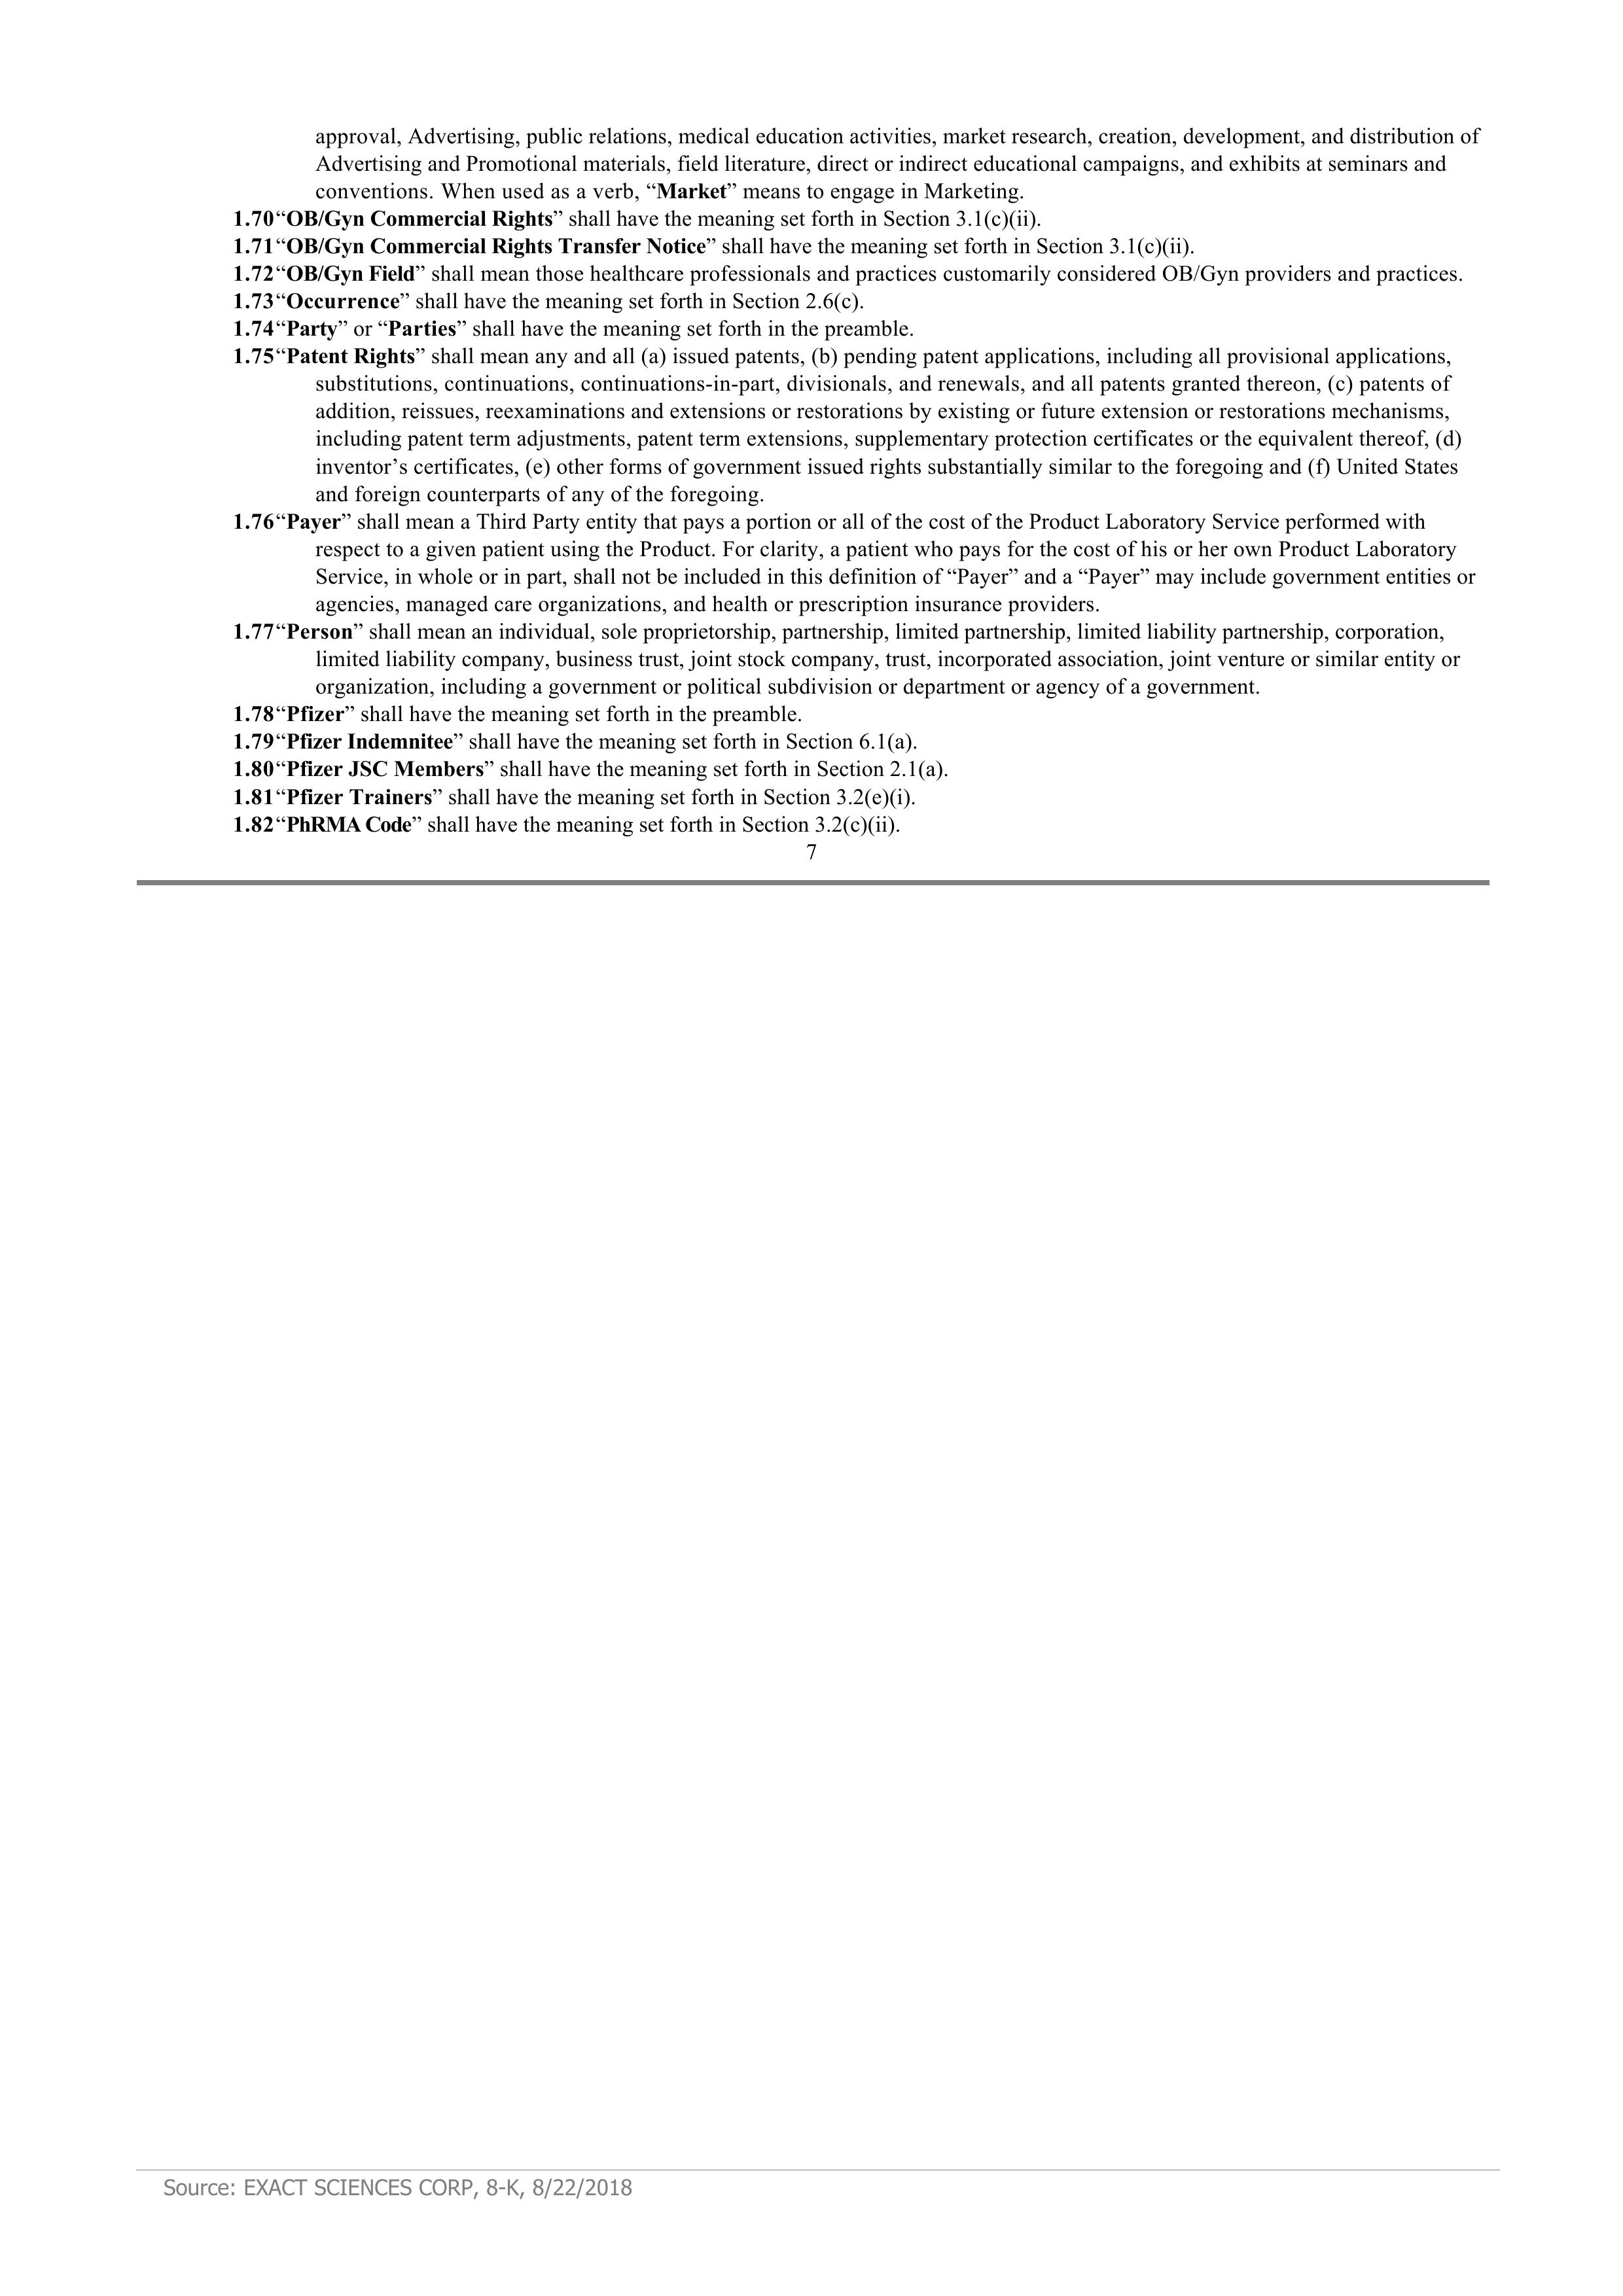 approval, Advertising, public relations, medical education activities, market research, creation, development, and distribution of
Advertising and Promotional materials, field literature, direct or indirect educational campaigns, and exhibits at seminars and
conventions. When used as a verb, “Market” means to engage in Marketing.
1.70“OB/Gyn Commercial Rights” shall have the meaning set forth in Section 3.1(c)(ii).
1.71“OB/Gyn Commercial Rights Transfer Notice” shall have the meaning set forth in Section 3.1(c)(ii).
1.72“OB/Gyn Field” shall mean those healthcare professionals and practices customarily considered OB/Gyn providers and practices.
1.73“Occurrence” shall have the meaning set forth in Section 2.6(c).
1.74“Party” or “Parties” shall have the meaning set forth in the preamble.
1.75“Patent Rights” shall mean any and all (a) issued patents, (b) pending patent applications, including all provisional applications,
substitutions, continuations, continuations-in-part, divisionals, and renewals, and all patents granted thereon, (c) patents of
addition, reissues, reexaminations and extensions or restorations by existing or future extension or restorations mechanisms,
including patent term adjustments, patent term extensions, supplementary protection certificates or the equivalent thereof, (d)
inventor’s certificates, (e) other forms of government issued rights substantially similar to the foregoing and (f) United States
and foreign counterparts of any of the foregoing.
1.76“Payer” shall mean a Third Party entity that pays a portion or all of the cost of the Product Laboratory Service performed with
respect to a given patient using the Product. For clarity, a patient who pays for the cost of his or her own Product Laboratory
Service, in whole or in part, shall not be included in this definition of “Payer” and a “Payer” may include government entities or
agencies, managed care organizations, and health or prescription insurance providers.
1.77“Person” shall mean an individual, sole proprietorship, partnership, limited partnership, limited liability partnership, corporation,
limited liability company, business trust, joint stock company, trust, incorporated association, joint venture or similar entity or
organization, including a government or political subdivision or department or agency of a government.
1.78“Pfizer” shall have the meaning set forth in the preamble.
1.79“Pfizer Indemnitee” shall have the meaning set forth in Section 6.1(a).
1.80“Pfizer JSC Members” shall have the meaning set forth in Section 2.1(a).
1.81“Pfizer Trainers” shall have the meaning set forth in Section 3.2(e)(i).
1.82“PhRMA Code” shall have the meaning set forth in Section 3.2(c)(ii).
7
Source: EXACT SCIENCES CORP, 8-K, 8/22/2018